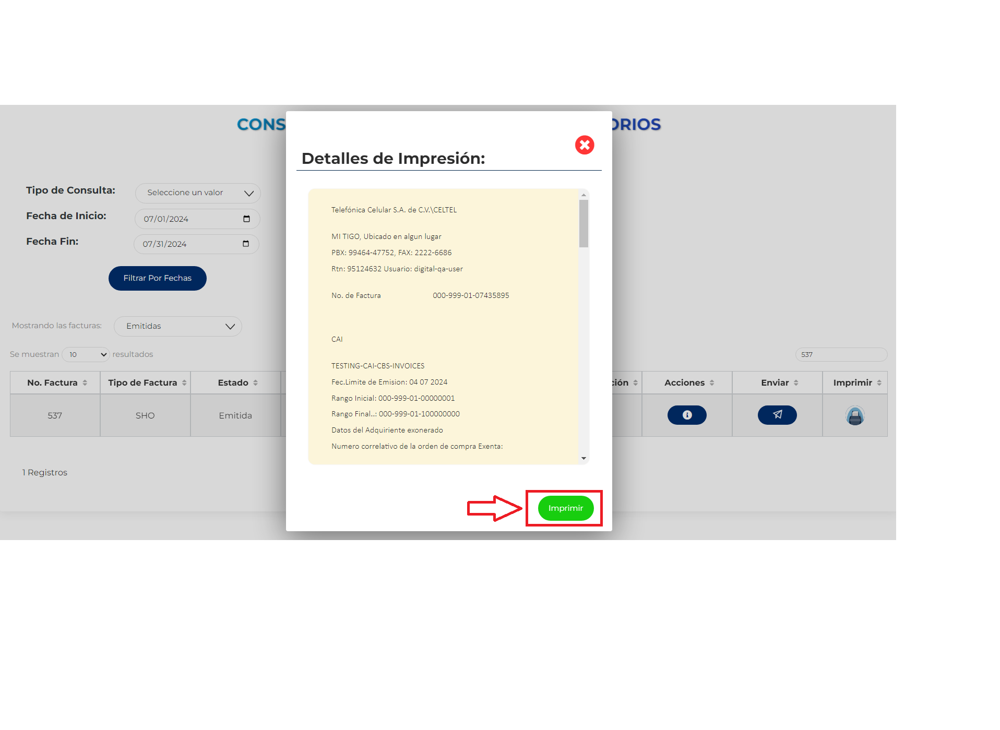 CONS
ORIOS
Detalles de Impresión:
Tipo de Consulta:
Seleccione un valor
Fecha de Inicio:
07/01/2024
Fecha Fin:
07/31/2024
Filtrar Por Fechas
Telefónica Celular S.A. de C.V.\CELTEL
MI TIGO, Ubicado en algun lugar
PBX: 99464-47752, FAX: 2222-6686
Rtn: 95124632 Usuario: digital-qa-user
No. de Factura 000-999-01-07435895
CAI
TESTING-CAI-CBS-INVOICES
Fec.Limite de Emision: 04 07 2024
Rango Inicial: 000-999-01-00000001
Rango Final..: 000-999-01-100000000
Datos del Adquiriente exonerado
Numero correlativo de la orden de compra Exenta:
Mostrando las facturas: Emitidas
Se muestran 10 resultados
537
No. Factura Tipo de Factura Estado ción Acciones Enviar Imprimir
537 SHO Emitida
1 Registros
Imprimir